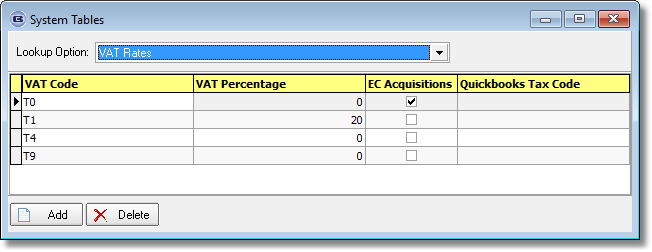 System Tables
Lookup Option: VAT Rates
VAT Code VAT Percentage EC Acquisitions Quickbooks Tax Code
T0 0
T1 20
T4 0
T9 0
Add Delete